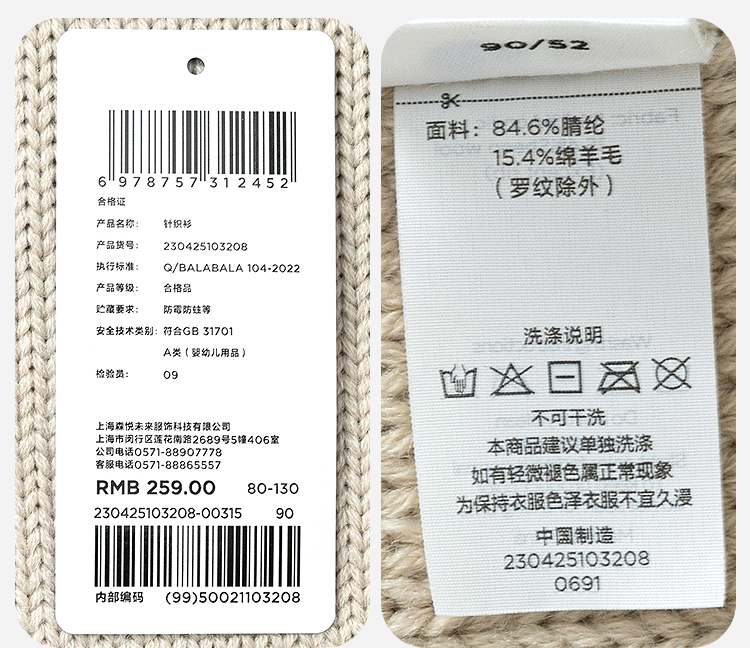 6 978757 312452
合格证
产品名称: 针织衫
产品货号: 230425103208
执行标准: Q/BALABALA 104-2022
产品等级: 合格品
贮藏要求: 防霉防蛀等
安全技术类别: 符合GB 31701
A类(婴幼儿用品)
检验员: 09
上海森悦未来服饰科技有限公司
上海市闵行区莲花南路2689号5幢406室
公司电话0571-88907778
客服电话0571-88865557
RMB 259.00 80-130
230425103208-00315 90
内部编码 (99)50021103208
90/52
面料: 84.6%腈纶
15.4%绵羊毛
(罗纹除外)
洗涤说明
不可干洗
本商品建议单独洗涤
如有轻微褪色属正常现象
为保持衣服色泽衣服不宜久浸
中国制造
230425103208
0691